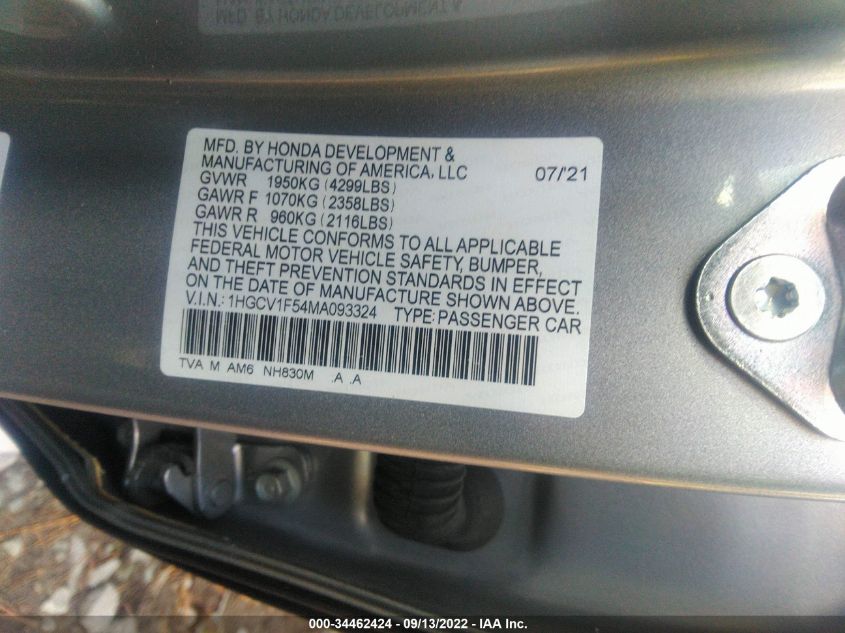 MFD. BY HONDA DEVELOPMENT &
MANUFACTURING OF AMERICA, LLC 07/'21
GVWR 1950KG (4299LBS)
GAWR F 1070KG (2358LBS)
GAWR R 960KG (2116LBS)
THIS VEHICLE CONFORMS TO ALL APPLICABLE
FEDERAL MOTOR VEHICLE SAFETY, BUMPER,
AND THEFT PREVENTION STANDARDS IN EFFECT
ON THE DATE OF MANUFACTURE SHOWN ABOVE.
V.I.N.: 1HGCV1F54MA093324 TYPE: PASSENGER CAR
TVA M AM6 NH830M .A .A
000-34462424 - 09/13/2022 - IAA Inc.